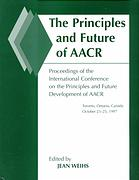 The Principles
and Future
of AACR
Proceedings of the
International Conference
on the Principles and Future
Development of AACR
Toronto, Ontario, Canada
October 23-25, 1997
Edited by
JEAN WEIHS